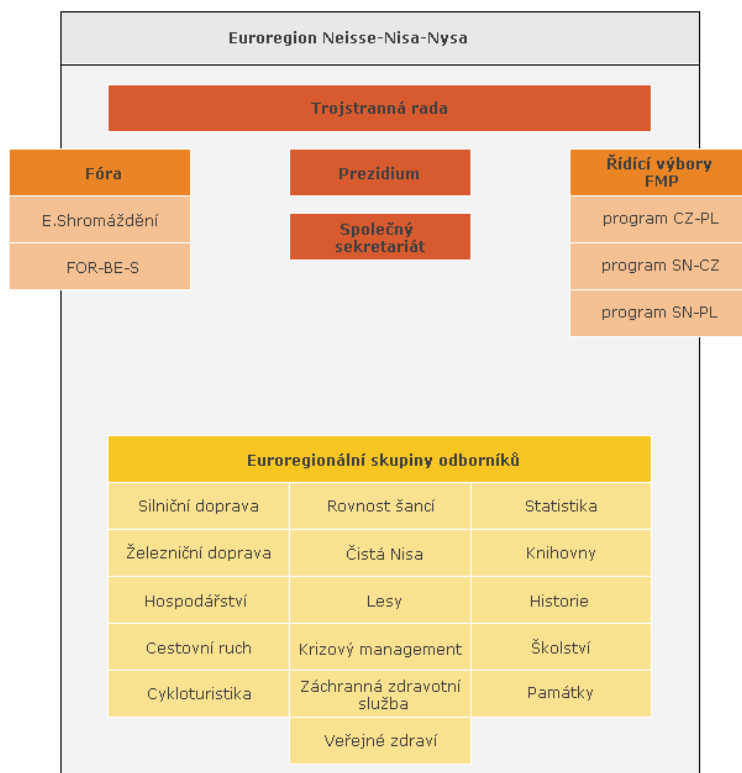 Euroregion Neisse-Nisa-Nysa
Trojstranná rada
Fóra
E.Shromáždění
FOR-BE-S
Prezidium
Společný
sekretariát
Řídící výbory
FMP
program CZ-PL
program SN-CZ
program SN-PL
Euroregionální skupiny odborníků
Silniční doprava
Rovnost šancí
Statistika
Železniční doprava
Čistá Nisa
Knihovny
Hospodářství
Lesy
Historie
Cestovní ruch
Krizový management
Školství
Cykloturistika
Záchranná zdravotní
služba
Památky
Veřejné zdraví